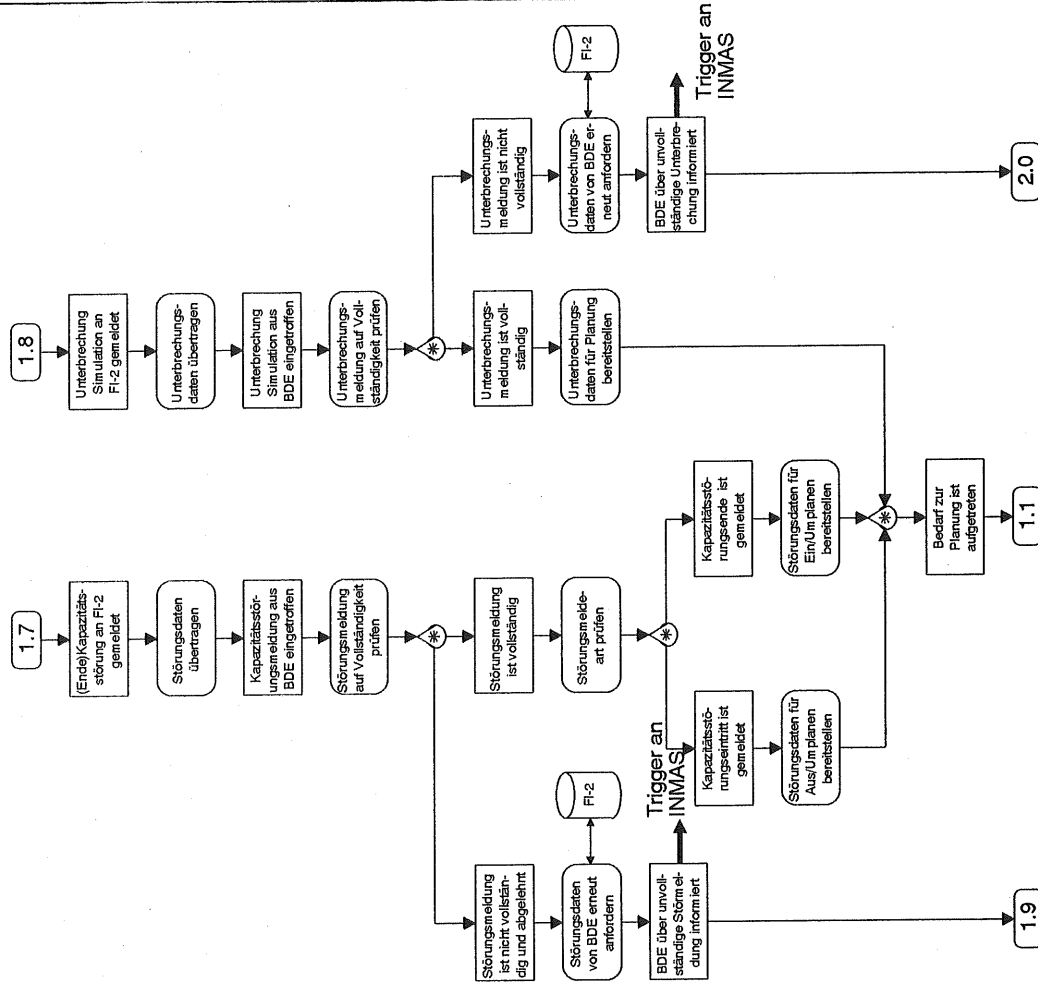 1.7
(Ende)Kapazitäts-
störung an FI-2
gemeldet
Störungsdaten
übertragen
Kapazitätsstör-
ungsmeldung aus
BDE eingetroffen
Störungsmeldung
auf Vollständigkeit
prüfen
Störungsmeldung
ist nicht vollstän-
dig und abgelehnt
Störungsdaten
von BDE erneut
anfordern
FI-2
BDE über unvoll-
ständige Störmel-
dung informiert
Trigger an
INMAS
1.9
Störungsmeldung
ist vollständig
Störungsmelde-
art prüfen
Kapazitätsstö-
rungseintritt ist
gemeldet
Störungsdaten für
Aus/Umplanen
bereitstellen
Kapazitätsstö-
rungsende ist
gemeldet
Störungsdaten für
Ein/Umplanen
bereitstellen
Bedarf zur
Planung ist
aufgetreten
1.1
1.8
Unterbrechung
Simulation an
FI-2 gemeldet
Unterbrechungs-
daten übertragen
Unterbrechung
Simulation aus
BDE eingetroffen
Unterbrechungs-
meldung auf Voll-
ständigkeit prüfen
Unterbrechungs-
meldung ist voll-
ständig
Unterbrechungs-
daten für Planung
bereitstellen
Unterbrechungs-
meldung ist nicht
vollständig
Unterbrechungs-
daten von BDE er-
neut anfordern
FI-2
BDE über unvoll-
ständige Unterbre-
chung informiert
Trigger an
INMAS
2.0